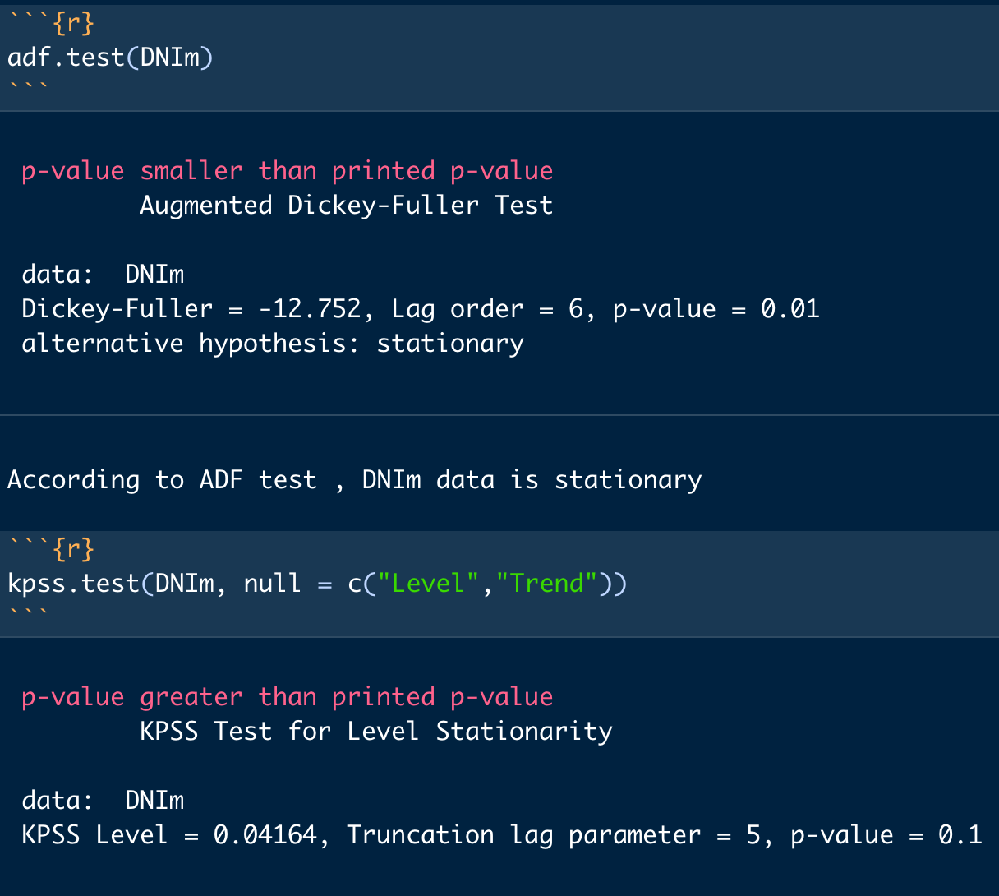 ```{r}
adf.test(DNIm)
```
p-value smaller than printed p-value
Augmented Dickey-Fuller Test
data:  DNIm
Dickey-Fuller = -12.752, Lag order = 6, p-value = 0.01
alternative hypothesis: stationary
According to ADF test , DNIm data is stationary
```{r}
kpss.test(DNIm, null = c("Level","Trend"))
```
p-value greater than printed p-value
KPSS Test for Level Stationarity
data:  DNIm
KPSS Level = 0.04164, Truncation lag parameter = 5, p-value = 0.1